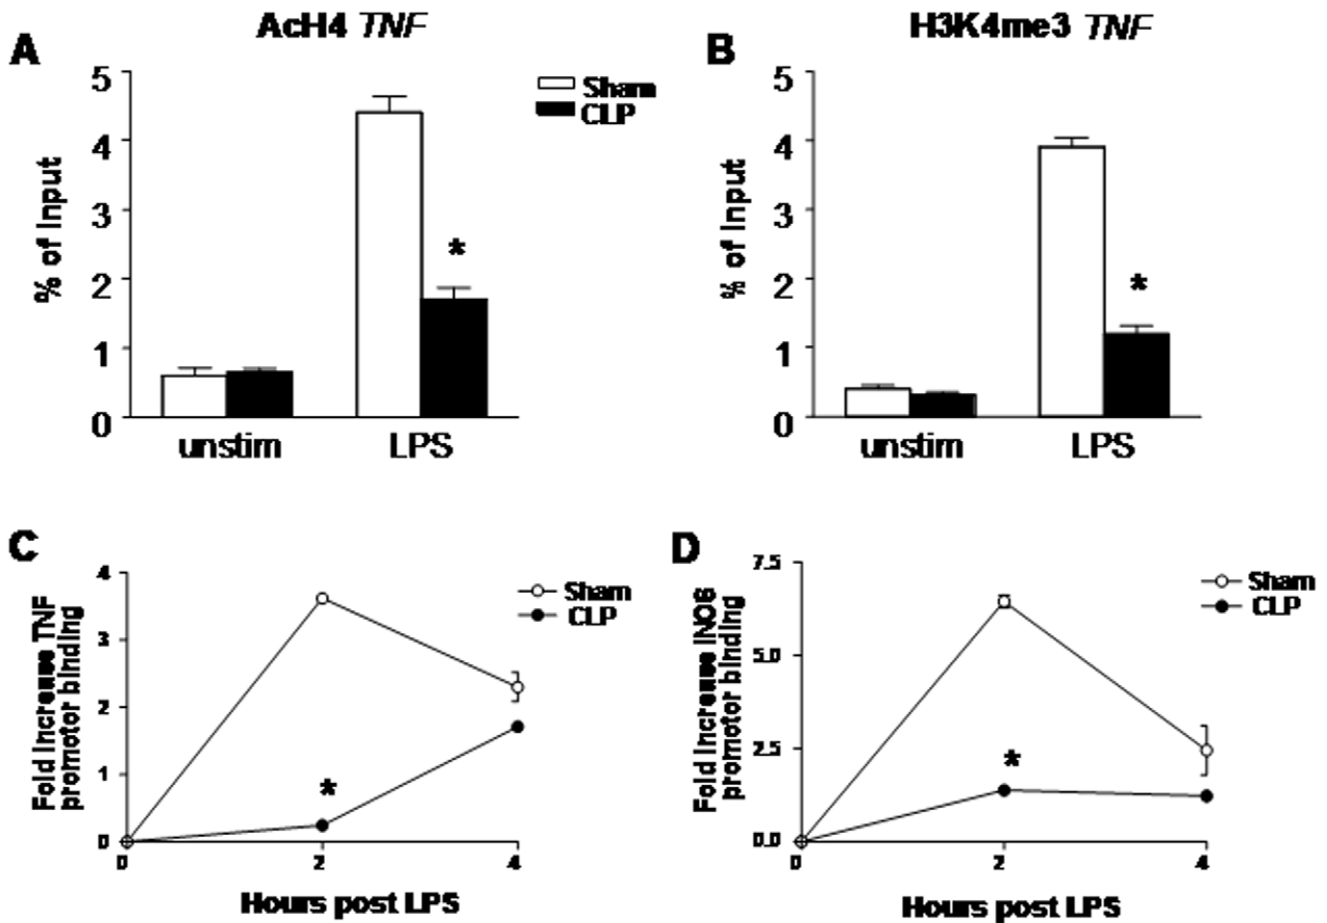 A
AcH4 TNF
% of Input
5
4
3
2
1
0
unstim
LPS
Sham
CLP
*
B
H3K4me3 TNF
% of Input
5
4
3
2
1
0
unstim
LPS
*
C
Fold Increase TNF
promotor binding
4
3
2
1
0
0
2
4
Hours post LPS
Sham
CLP
*
D
Fold Increase iNOS
promotor binding
7.5
5.0
2.5
0.0
0
2
4
Hours post LPS
Sham
CLP
*